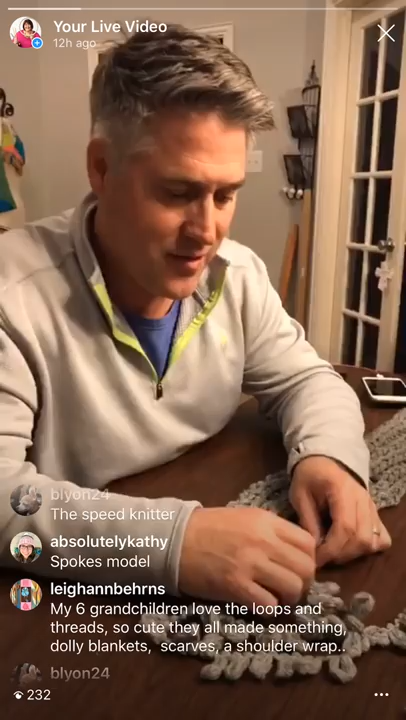 Your Live Video
12h ago
blyon24
The speed knitter
absolutelykathy
Spokes model
leighannbehrns
My 6 grandchildren love the loops and
threads, so cute they all made something,
dolly blankets, scarves, a shoulder wrap..
blyon24
232